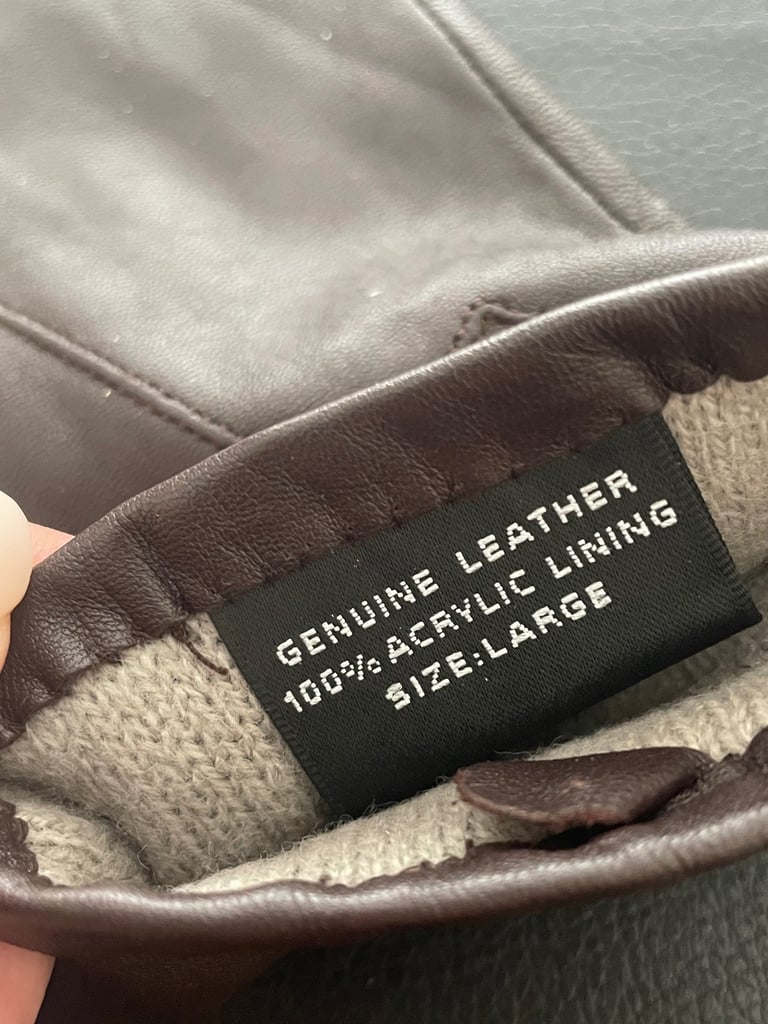 GENUINE LEATHER
100% ACRYLIC LINING
SIZE:LARGE